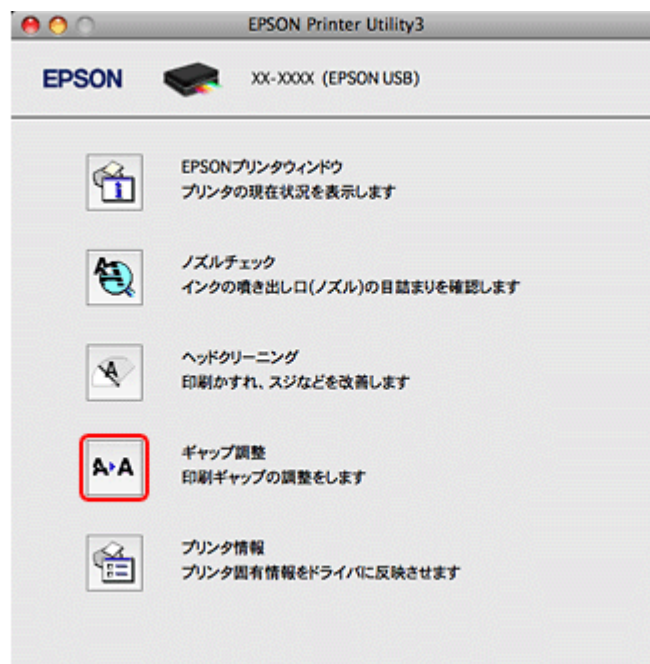 EPSON Printer Utility3
EPSON XX-XXXX (EPSON USB)
EPSONプリンタウィンドウ
プリンタの現在状況を表示します
ノズルチェック
インクの噴き出し口(ノズル)の目詰まりを確認します
ヘッドクリーニング
印刷かすれ、スジなどを改善します
A▸A
ギャップ調整
印刷ギャップの調整をします
プリンタ情報
プリンタ固有情報をドライバに反映させます